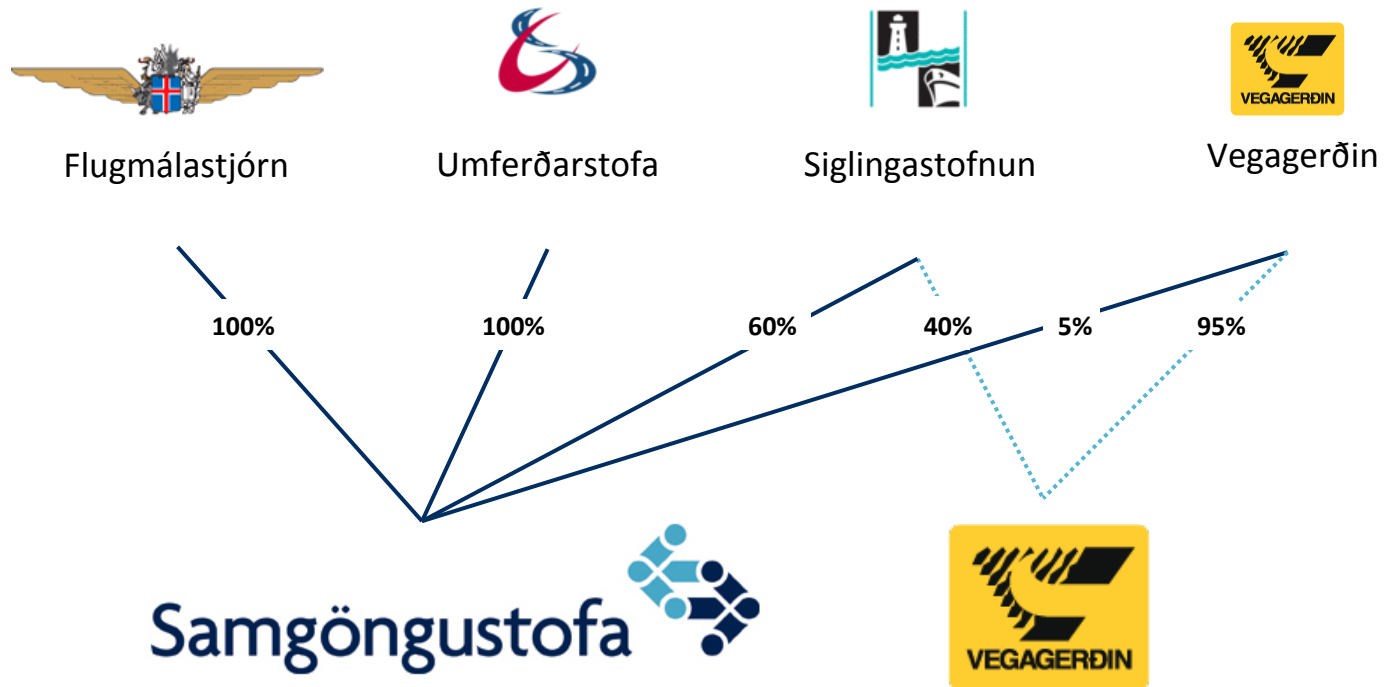 VEGAGERÐIN
Flugmálastjórn
Umferðarstofa
Siglingastofnun
Vegagerðin
100%
100%
60%
40%
5%
95%
Samgöngustofa
VEGAGERÐIN